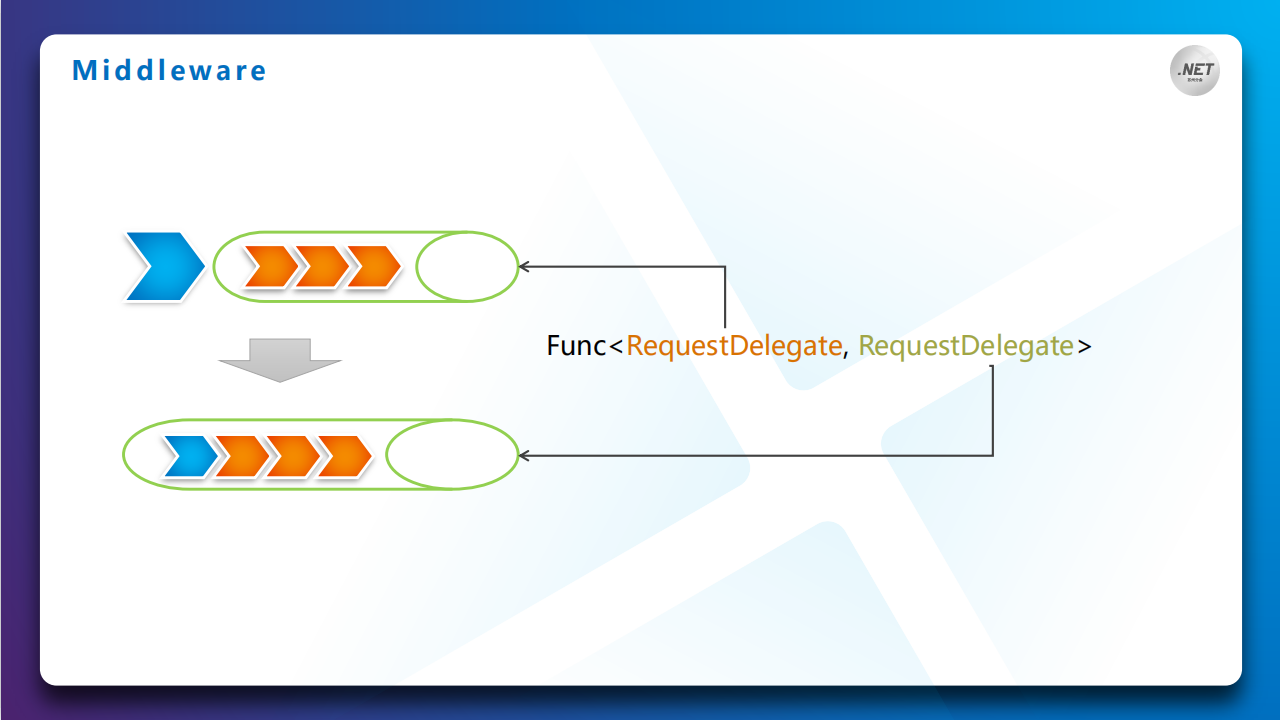 Middleware
.NET
Func<RequestDelegate, RequestDelegate>